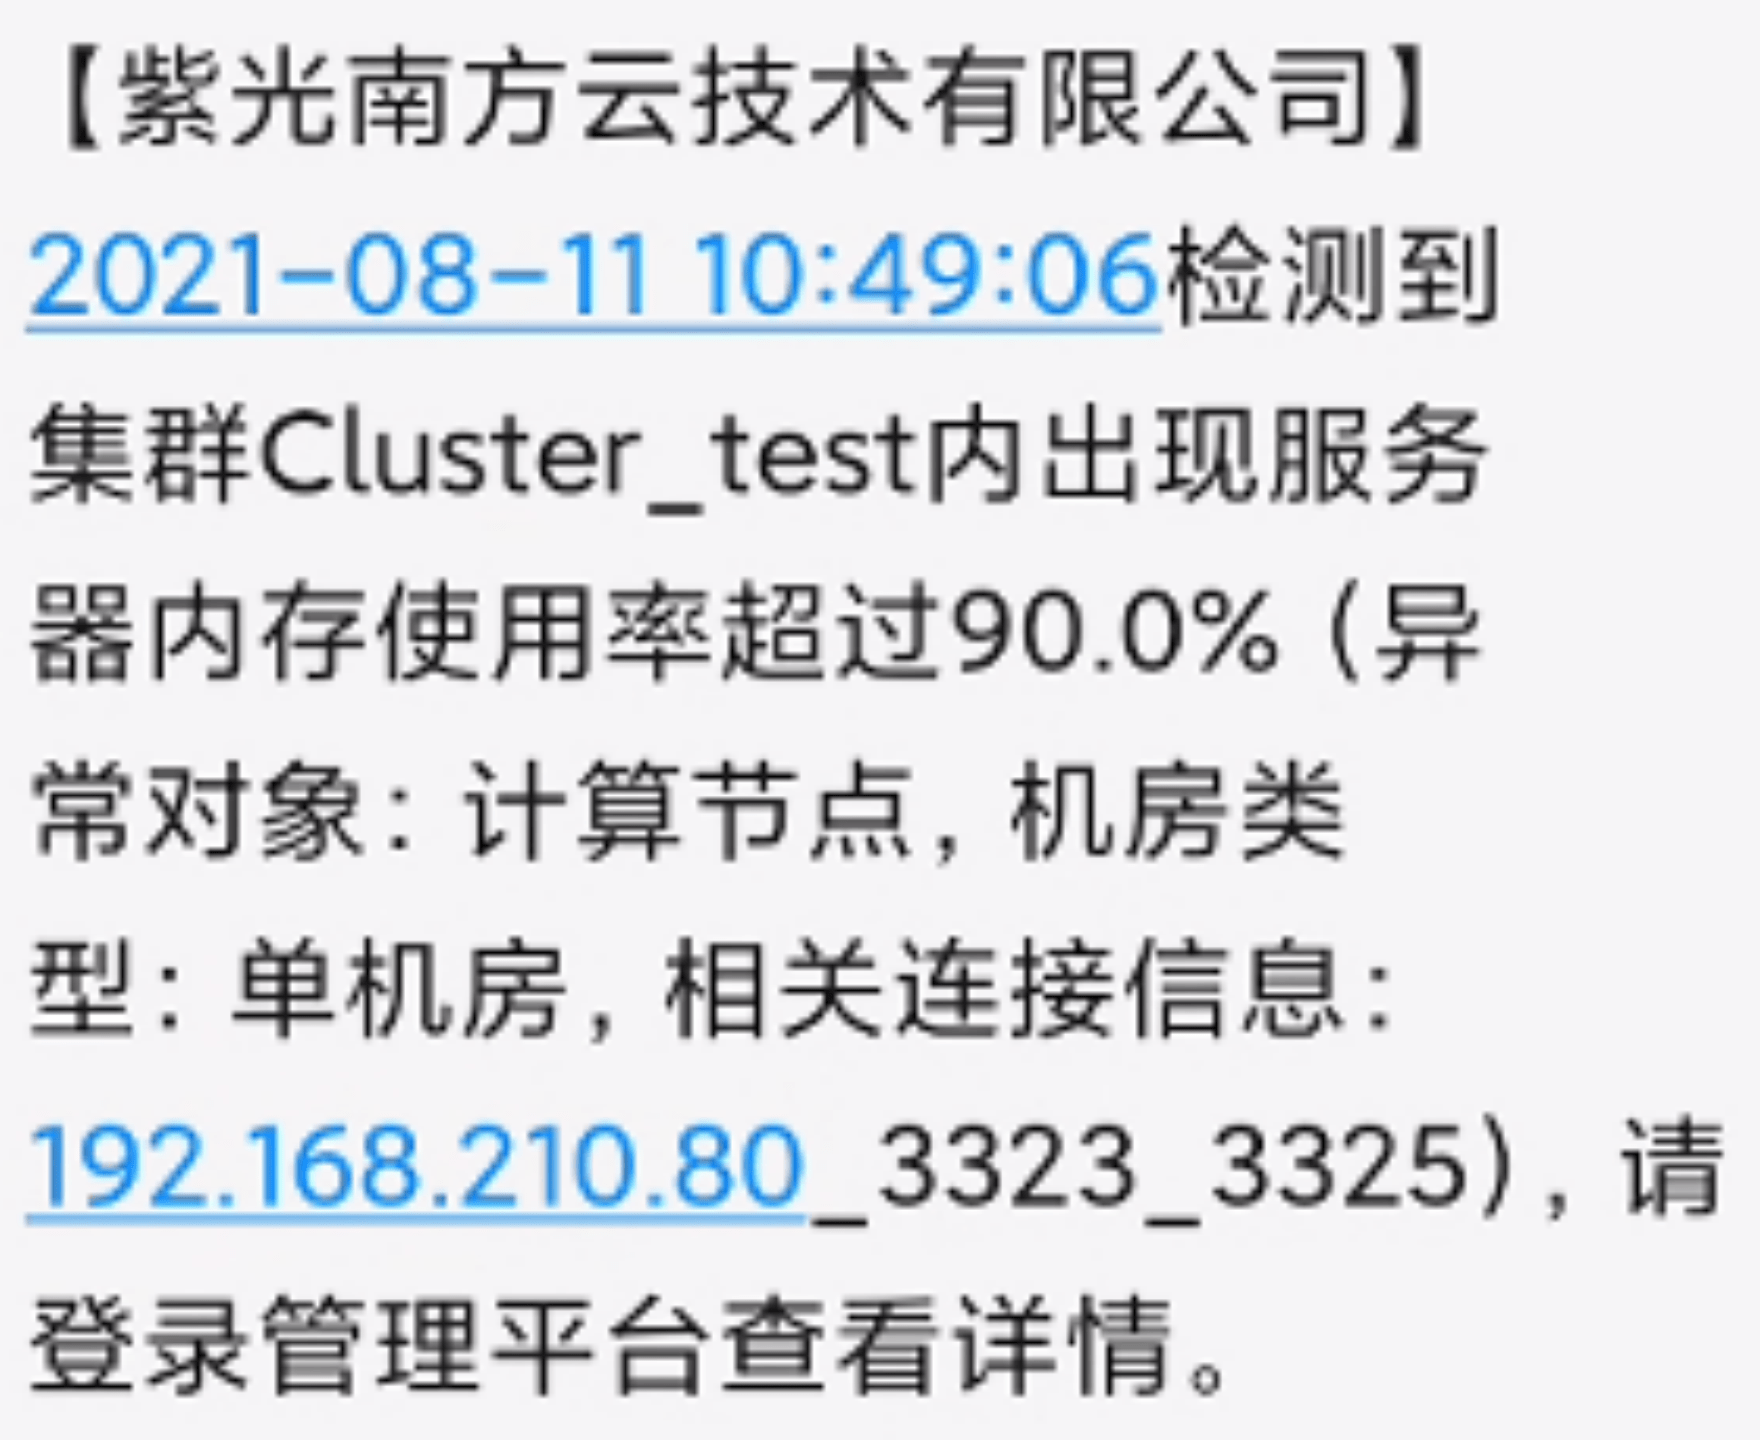 【紫光南方云技术有限公司】
2021-08-11 10:49:06检测到
集群Cluster_test内出现服务
器内存使用率超过90.0%（异
常对象：计算节点，机房类
型：单机房，相关连接信息：
192.168.210.80_3323_3325)，请
登录管理平台查看详情。